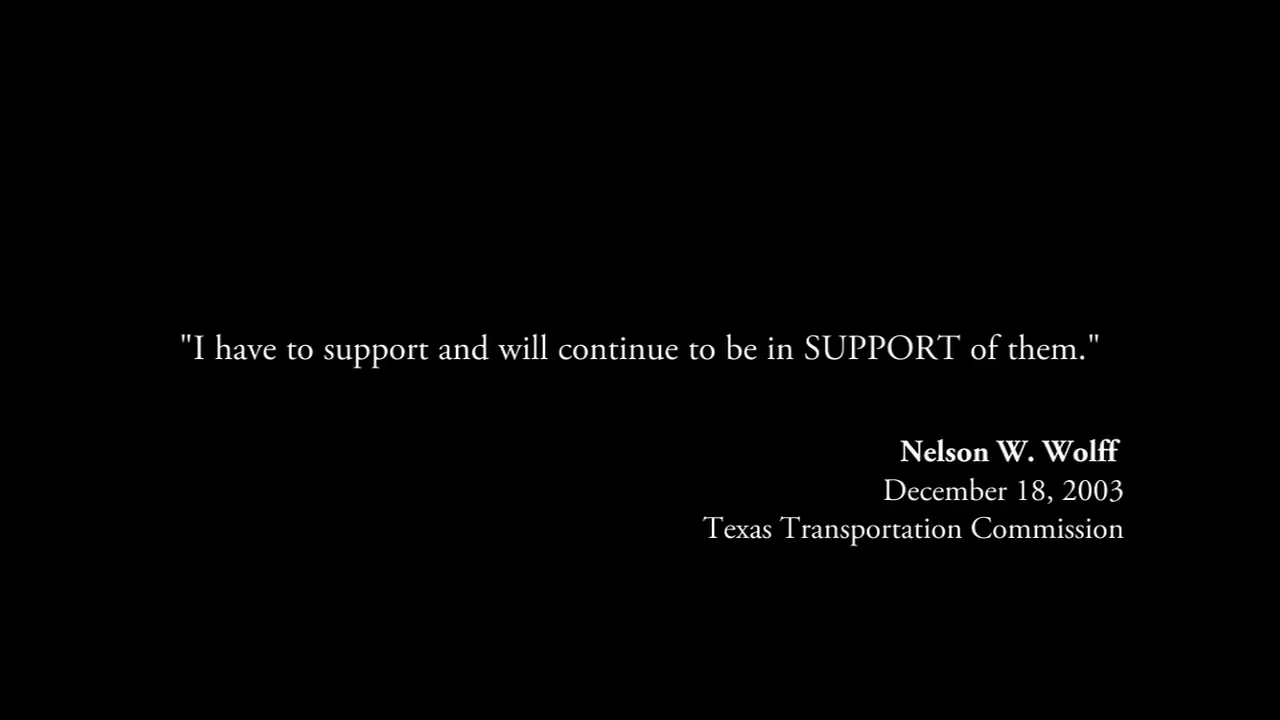 "I have to support and will continue to be in SUPPORT of them."
Nelson W. Wolff
December 18, 2003
Texas Transportation Commission